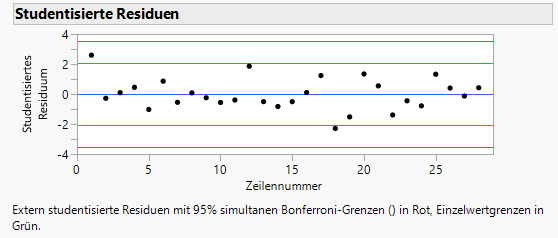 Studentisierte Residuen
4
2
0
-2
-4
Studentisiertes
Residuum
0
5
10
15
20
25
Zeilennummer
Extern studentisierte Residuen mit 95% simultanen Bonferroni-Grenzen () in Rot, Einzelwertgrenzen in
Grün.